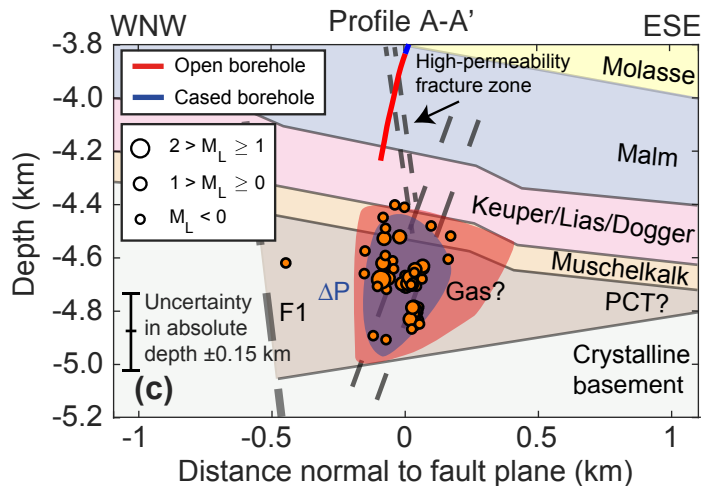 WNW
Profile A-A’
ESE
-3.8
-4.0
-4.2
-4.4
-4.6
-4.8
-5.0
-5.2
Depth (km)
Open borehole
Cased borehole
2 > M_L ≥ 1
1 > M_L ≥ 0
M_L < 0
High-permeability
fracture zone
Molasse
Malm
Keuper/Lias/Dogger
Muschelkalk
PCT?
Gas?
ΔP
F1
Uncertainty
in absolute
depth ±0.15 km
Crystalline
basement
(c)
-1
-0.5
0
0.5
1
Distance normal to fault plane (km)